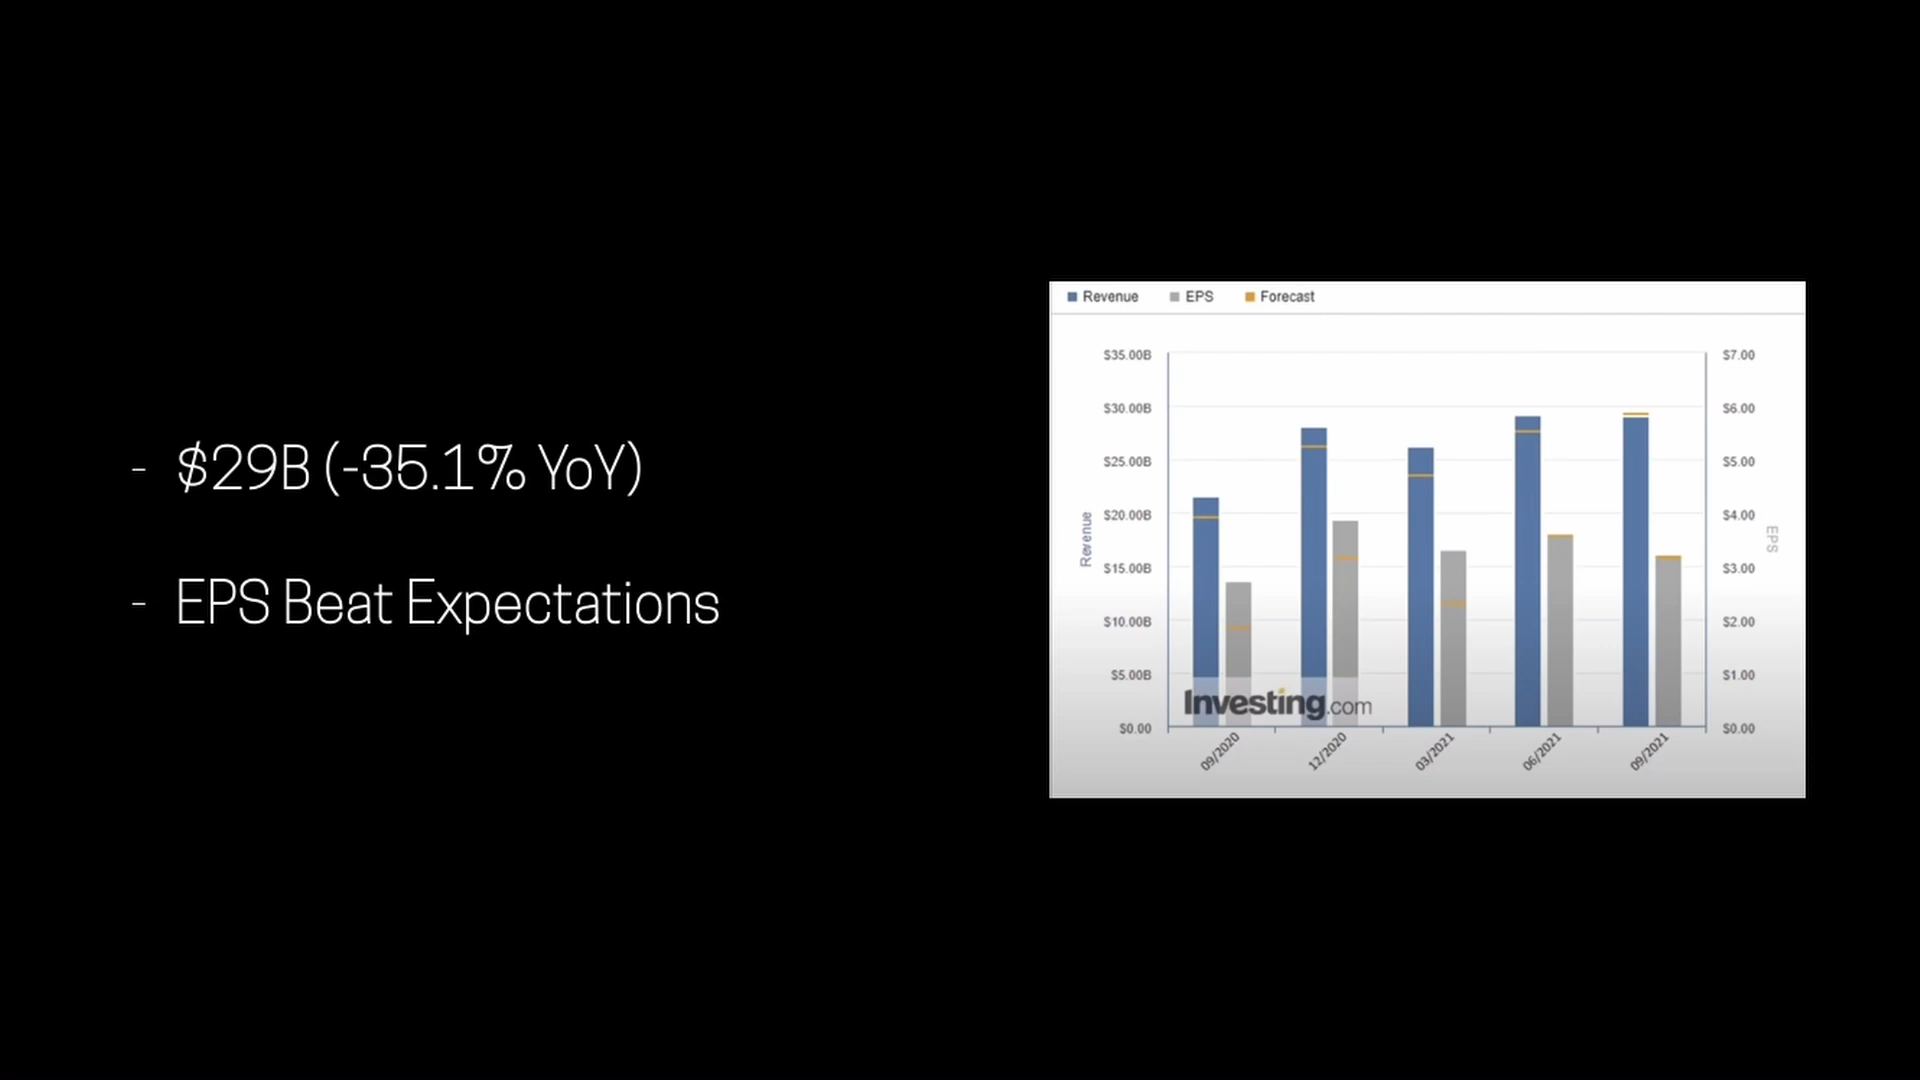 - $29B (-35.1% YoY)
- EPS Beat Expectations
Revenue EPS Forecast
$35.00B $7.00
$30.00B $6.00
$25.00B $5.00
$20.00B $4.00
$15.00B $3.00
$10.00B $2.00
$5.00B $1.00
$0.00 $0.00
Revenue
EPS
Investing.com
09/2020 12/2020 03/2021 06/2021 09/2021